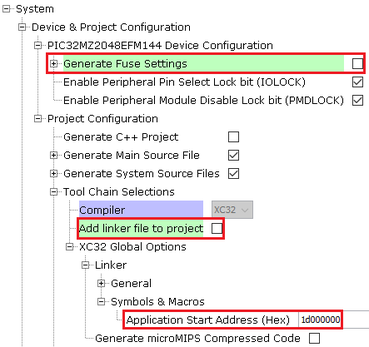 System
Device & Project Configuration
PIC32MZ2048EFM144 Device Configuration
Generate Fuse Settings
Enable Peripheral Pin Select Lock bit (IOLOCK)
Enable Peripheral Module Disable Lock bit (PMDLOCK)
Project Configuration
Generate C++ Project
Generate Main Source File
Generate System Source Files
Tool Chain Selections
Compiler XC32
Add linker file to project
XC32 Global Options
Linker
General
Symbols & Macros
Application Start Address (Hex) 1d000000
Generate microMIPS Compressed Code